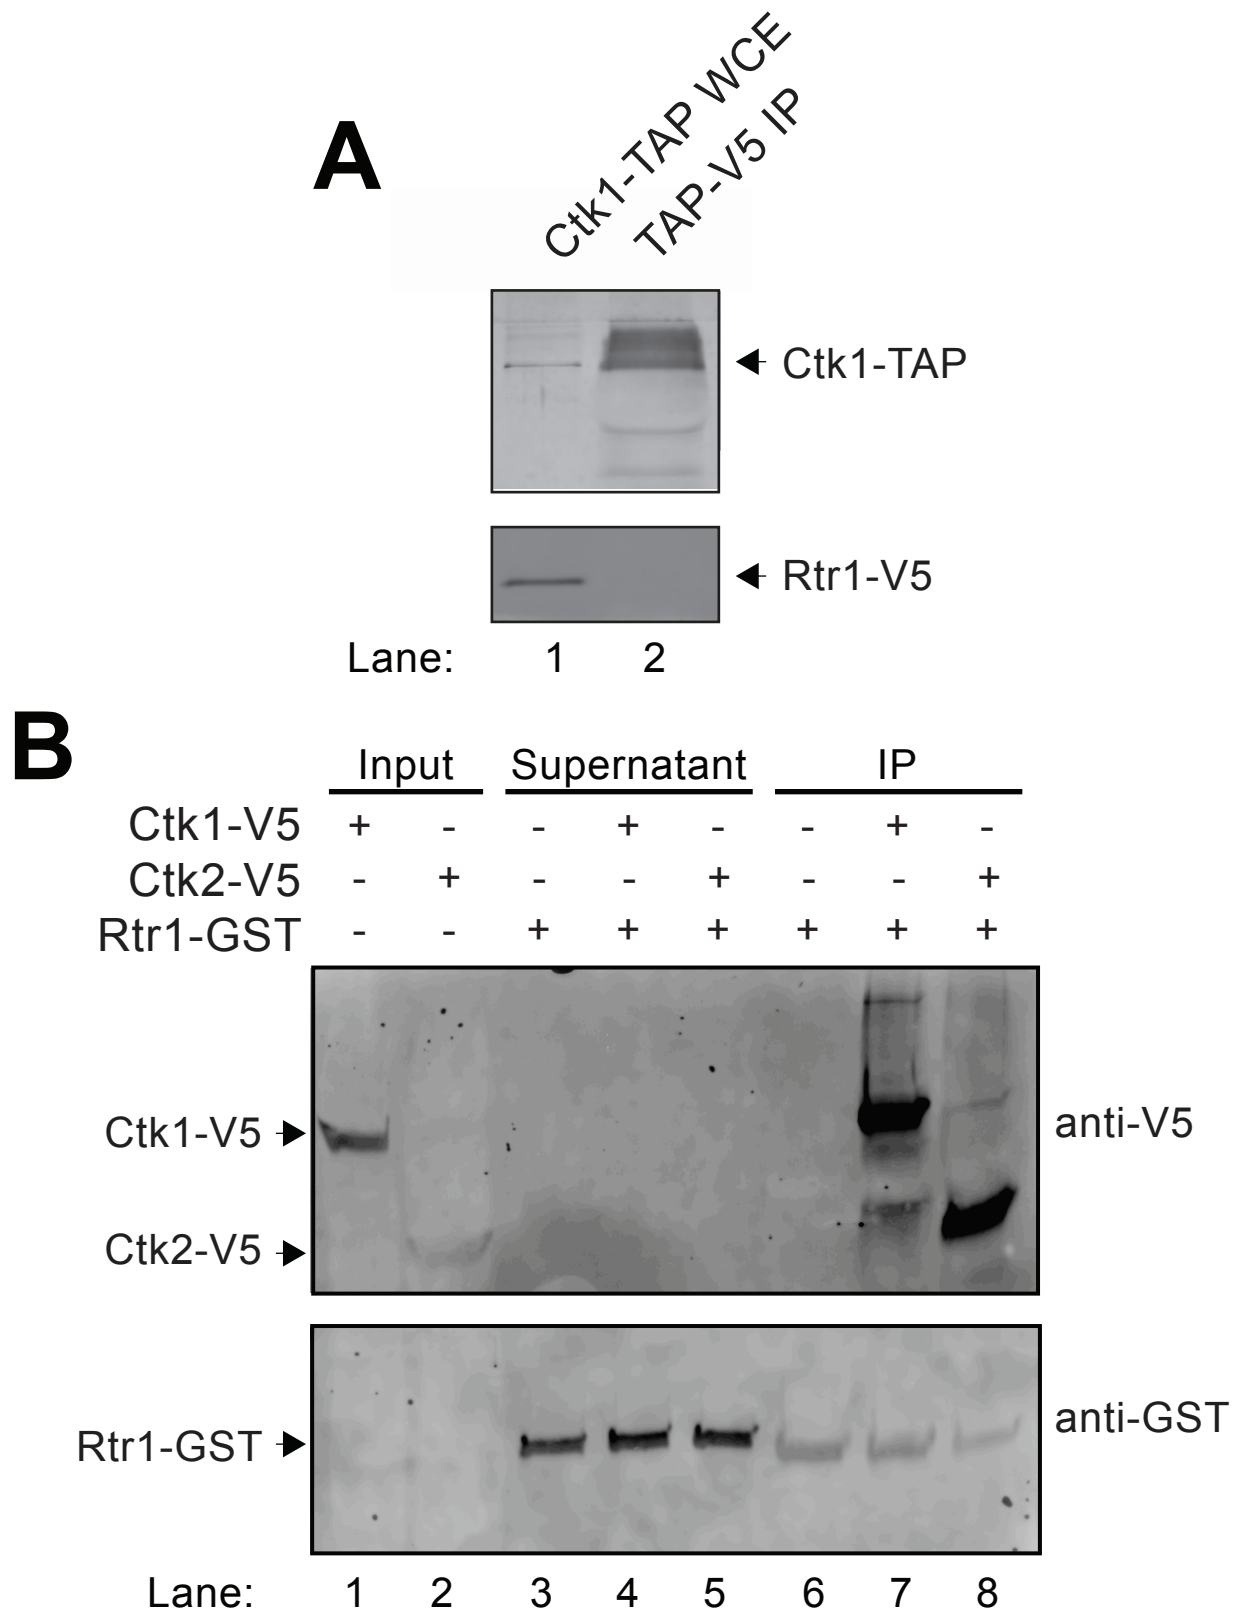 A
Ctk1-TAP WCE
TAP-V5 IP
Ctk1-TAP
Rtr1-V5
Lane: 1 2
B
Input Supernatant IP
Ctk1-V5 + - - + - - + -
Ctk2-V5 - + - - + - - +
Rtr1-GST - - + + + + + +
Ctk1-V5
anti-V5
Ctk2-V5
anti-GST
Rtr1-GST
Lane: 1 2 3 4 5 6 7 8